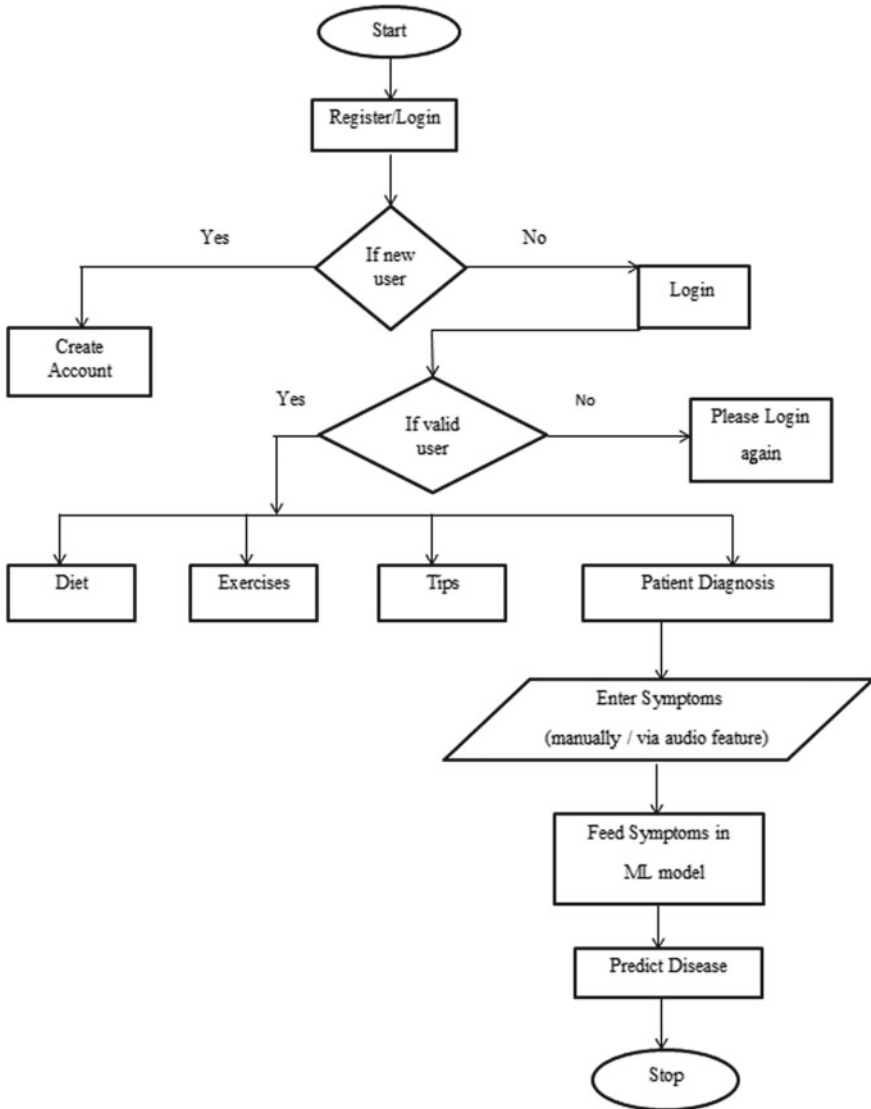 Start
Register/Login
Yes
No
If new
user
Login
Create
Account
Yes
No
If valid
user
Please Login
again
Diet
Exercises
Tips
Patient Diagnosis
Enter Symptoms
(manually / via audio feature)
Feed Symptoms in
ML model
Predict Disease
Stop